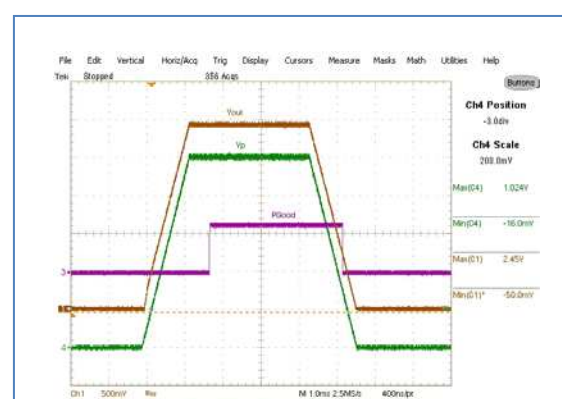 File Edit Vertical Horiz/Acq Trig Display Cursors Measure Masks Math Utilities Help
Tek Stopped 356 Acqs
Buttons
Ch4 Position
-3.0div
Ch4 Scale
200.0mV
Max(C4) 1.024V
Min(C4) -16.0mV
Max(C1) 2.45V
Min(C1)* -50.0mV
Vout
Vp
PGood
3
4
Ch1 500mV
M 1.0ms 2.5MS/s 400ns/pt